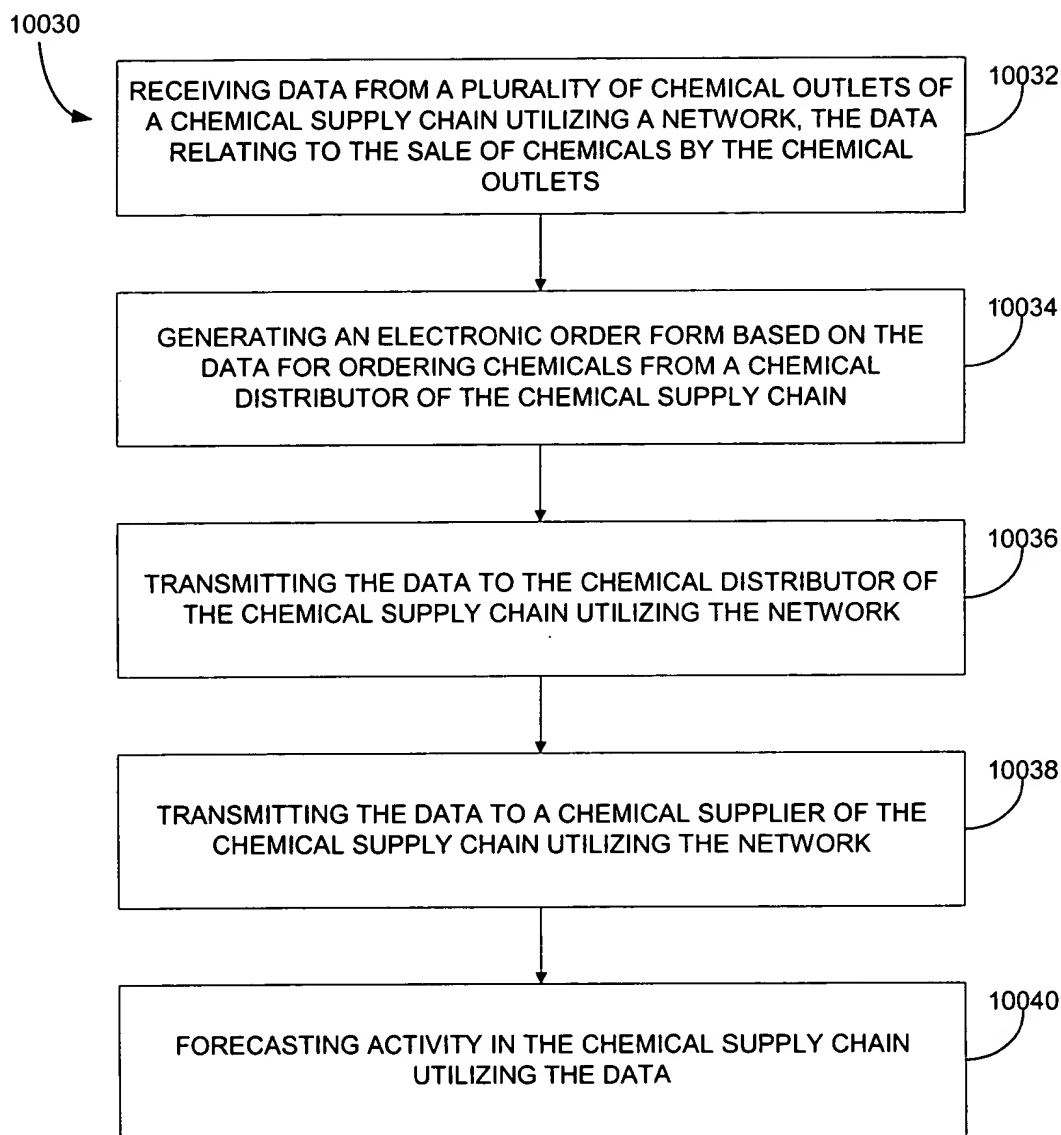 10030
RECEIVING DATA FROM A PLURALITY OF CHEMICAL OUTLETS OF
A CHEMICAL SUPPLY CHAIN UTILIZING A NETWORK, THE DATA
RELATING TO THE SALE OF CHEMICALS BY THE CHEMICAL
OUTLETS
10032
GENERATING AN ELECTRONIC ORDER FORM BASED ON THE
DATA FOR ORDERING CHEMICALS FROM A CHEMICAL
DISTRIBUTOR OF THE CHEMICAL SUPPLY CHAIN
10034
TRANSMITTING THE DATA TO THE CHEMICAL DISTRIBUTOR OF
THE CHEMICAL SUPPLY CHAIN UTILIZING THE NETWORK
10036
TRANSMITTING THE DATA TO A CHEMICAL SUPPLIER OF THE
CHEMICAL SUPPLY CHAIN UTILIZING THE NETWORK
10038
FORECASTING ACTIVITY IN THE CHEMICAL SUPPLY CHAIN
UTILIZING THE DATA
10040